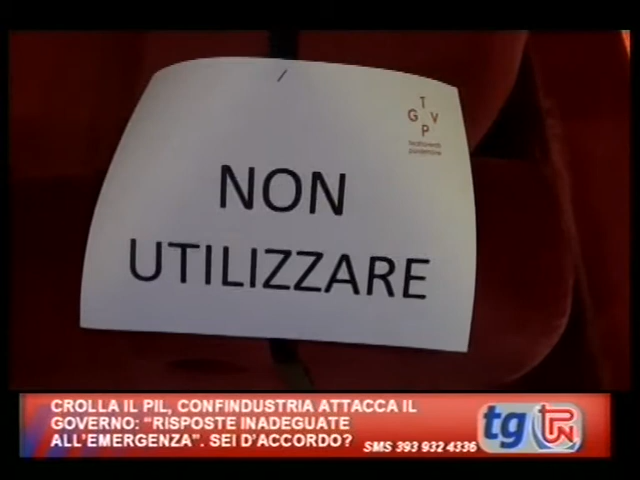 T
G V
P
NON
UTILIZZARE
CROLLA IL PIL, CONFINDUSTRIA ATTACCA IL
GOVERNO: “RISPOSTE INADEGUATE
ALL'EMERGENZA”. SEI D'ACCORDO?
SMS 393 932 4336
tg TPN